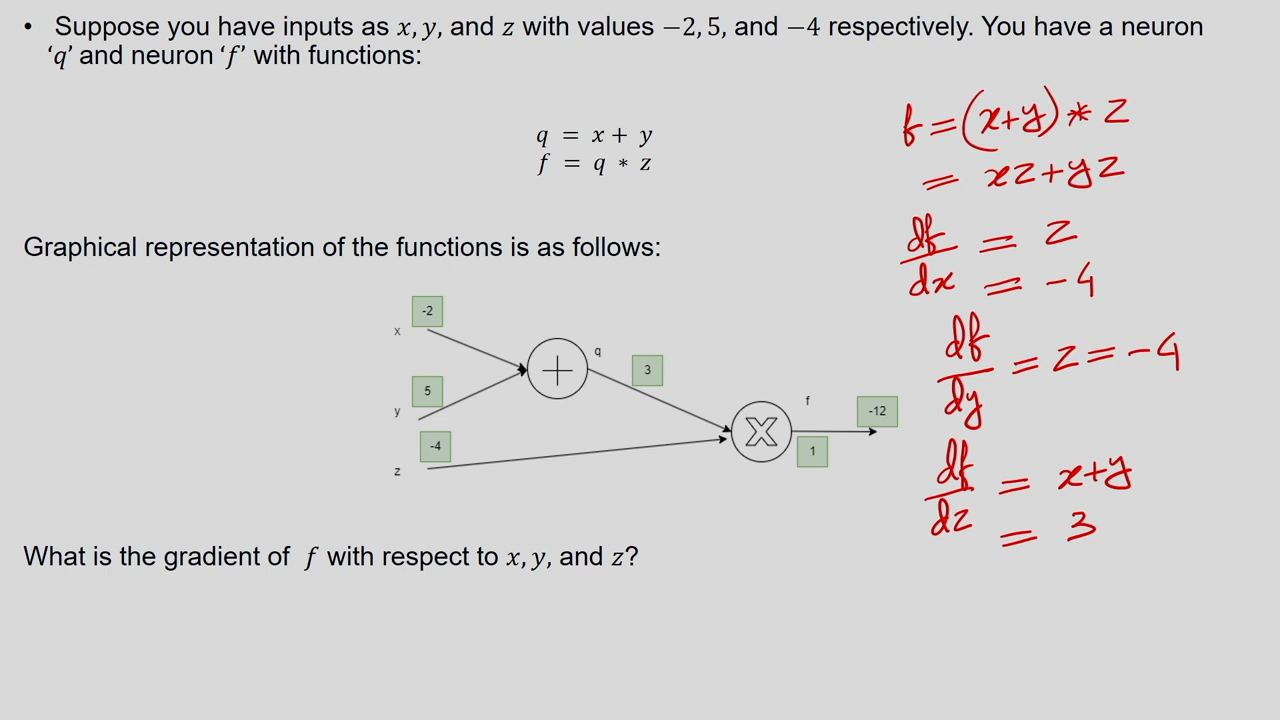 • Suppose you have inputs as x, y, and z with values −2, 5, and −4 respectively. You have a neuron
‘q’ and neuron ‘f’ with functions:
q = x + y
f = q * z
Graphical representation of the functions is as follows:
-2
x
q
3
5
y
f
-12
-4
1
z
What is the gradient of f with respect to x, y, and z?
f = (x+y) * z
= xz+yz
df/dx = z
= -4
df/dy = z = -4
df/dz = x+y
= 3